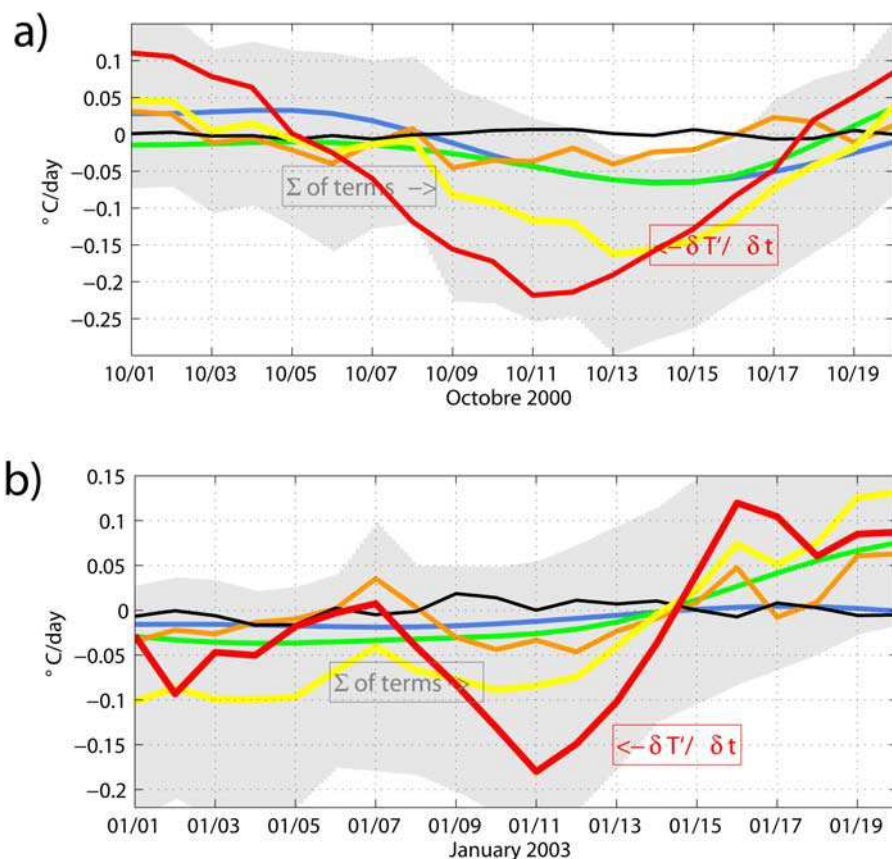 a)
° C/day
0.1
0.05
0
−0.05
−0.1
−0.15
−0.2
−0.25
Σ of terms −>
<−δ T'/ δ t
10/01 10/03 10/05 10/07 10/09 10/11 10/13 10/15 10/17 10/19
Octobre 2000
b)
° C/day
0.15
0.1
0.05
0
−0.05
−0.1
−0.15
−0.2
Σ of terms −>
<−δ T'/ δ t
01/01 01/03 01/05 01/07 01/09 01/11 01/13 01/15 01/17 01/19
January 2003